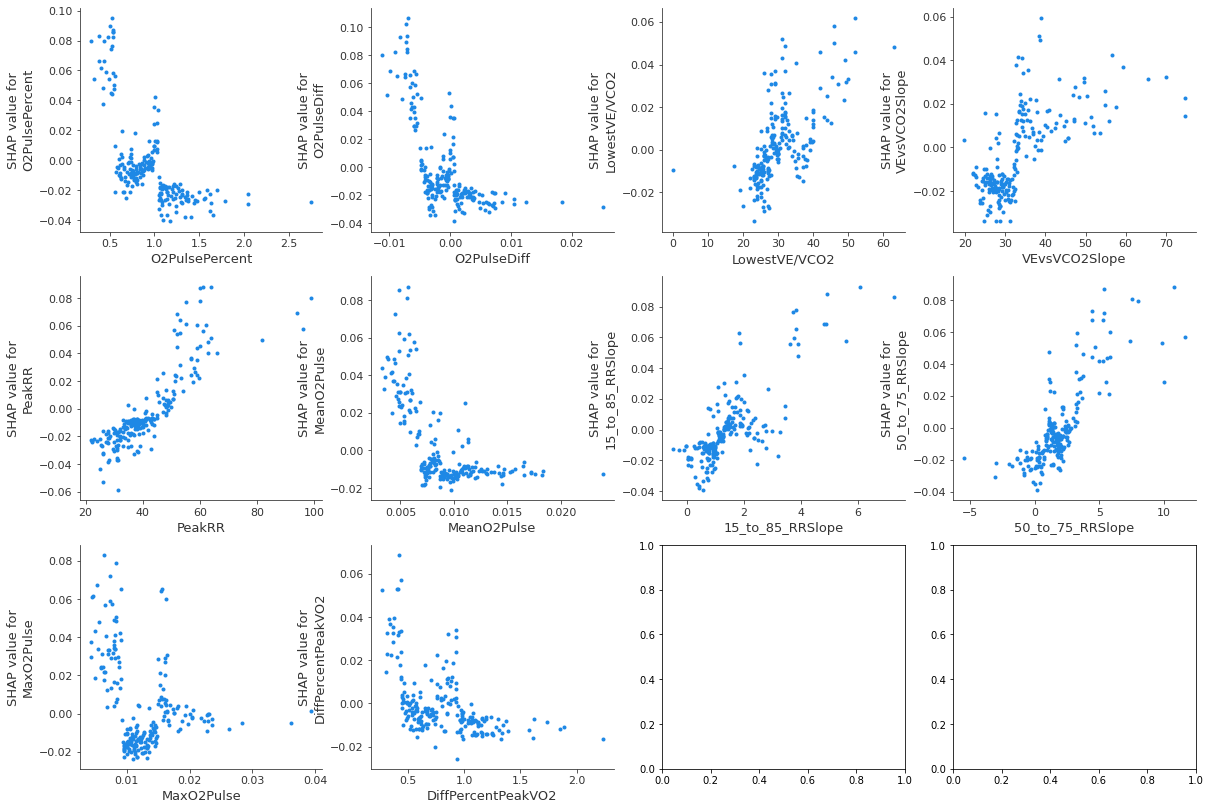 0.10
0.08
0.06
0.04
0.02
0.00
−0.02
−0.04
SHAP value for
O2PulsePercent
0.5 1.0 1.5 2.0 2.5
O2PulsePercent
0.10
0.08
0.06
0.04
0.02
0.00
−0.02
−0.04
SHAP value for
O2PulseDiff
−0.01 0.00 0.01 0.02
O2PulseDiff
0.06
0.04
0.02
0.00
−0.02
SHAP value for
LowestVE/VCO2
0 10 20 30 40 50 60
LowestVE/VCO2
0.06
0.04
0.02
0.00
−0.02
SHAP value for
VEvsVCO2Slope
20 30 40 50 60 70
VEvsVCO2Slope
0.08
0.06
0.04
0.02
0.00
−0.02
−0.04
−0.06
SHAP value for
PeakRR
20 40 60 80 100
PeakRR
0.08
0.06
0.04
0.02
0.00
−0.02
SHAP value for
MeanO2Pulse
0.005 0.010 0.015 0.020
MeanO2Pulse
0.08
0.06
0.04
0.02
0.00
−0.02
−0.04
SHAP value for
15_to_85_RRSlope
0 2 4 6
15_to_85_RRSlope
0.08
0.06
0.04
0.02
0.00
−0.02
−0.04
SHAP value for
50_to_75_RRSlope
−5 0 5 10
50_to_75_RRSlope
0.08
0.06
0.04
0.02
0.00
−0.02
SHAP value for
MaxO2Pulse
0.01 0.02 0.03 0.04
MaxO2Pulse
0.06
0.04
0.02
0.00
−0.02
SHAP value for
DiffPercentPeakVO2
0.5 1.0 1.5 2.0
DiffPercentPeakVO2
1.0
0.8
0.6
0.4
0.2
0.0
0.0 0.2 0.4 0.6 0.8 1.0
1.0
0.8
0.6
0.4
0.2
0.0
0.0 0.2 0.4 0.6 0.8 1.0